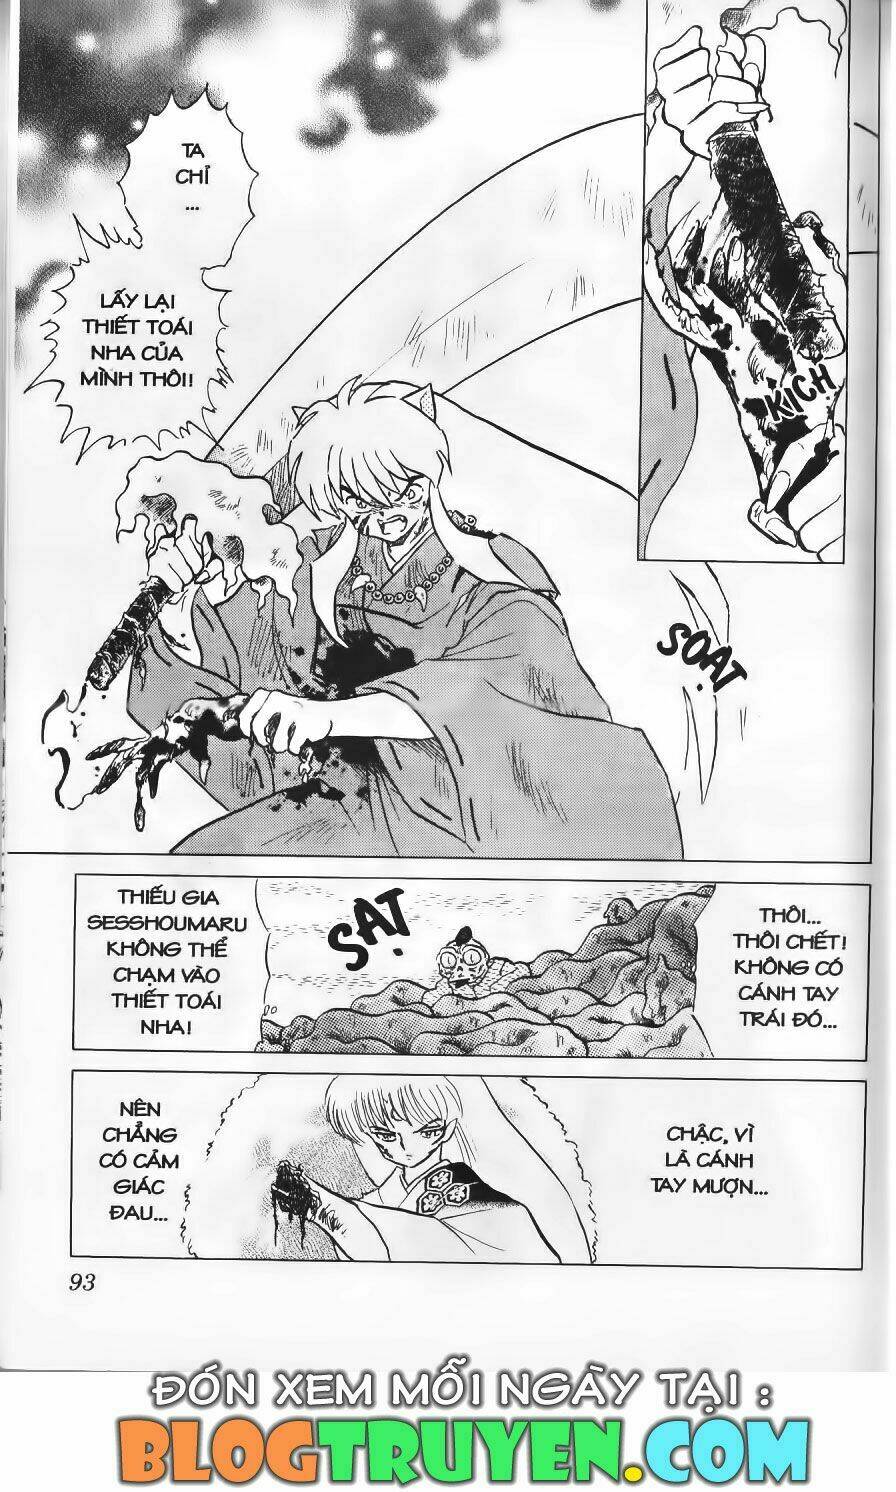 KỊCH
TA
CHỈ
...
LẤY LẠI
THIẾT TOÁI
NHA CỦA
MÌNH THÔI!
SOẠT
THÔI...
THÔI CHẾT!
KHÔNG CÓ
CÁNH TAY
TRÁI ĐÓ...
SẠT
THIẾU GIA
SESSHOUMARU
KHÔNG THỂ
CHẠM VÀO
THIẾT TOÁI
NHA!
CHẬC, VÌ
LÀ CÁNH
TAY MƯỢN...
NÊN
CHẲNG
CÓ CẢM
GIÁC
ĐAU...
93
ĐÓN XEM MỖI NGÀY TẠI :
BLOGTRUYEN.COM